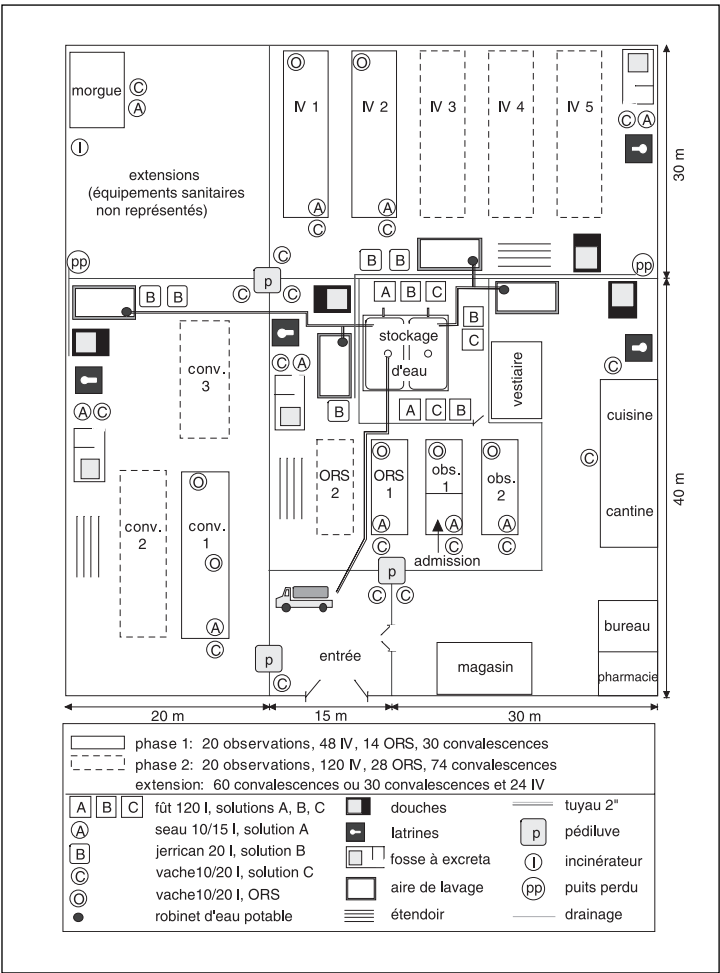 morgue
C
A
I
extensions
(équipements sanitaires
non représentés)
pp
O
IV 1
A
C
O
IV 2
A
C
IV 3
IV 4
IV 5
C A
pp
30 m
B B
C
p
C C
B B
A B C
stockage
d'eau
B
C
A C B
vestiaire
C
cuisine
C
cantine
40 m
A C
conv.
3
conv.
2
O
conv.
1
O
A
C
C A
B
ORS
2
O
ORS
1
A
C
O
obs.
1
A
C
admission
O
obs.
2
A
C
p
C C
p
C
entrée
magasin
bureau
pharmacie
20 m
15 m
30 m
phase 1: 20 observations, 48 IV, 14 ORS, 30 convalescences
phase 2: 20 observations, 120 IV, 28 ORS, 74 convalescences
extension: 60 convalescences ou 30 convalescences et 24 IV
A B C fût 120 l, solutions A, B, C
A seau 10/15 l, solution A
B jerrican 20 l, solution B
C vache10/20 l, solution C
O vache10/20 l, ORS
robinet d'eau potable
douches
latrines
fosse à excreta
aire de lavage
étendoir
tuyau 2"
p pédiluve
I incinérateur
pp puits perdu
drainage